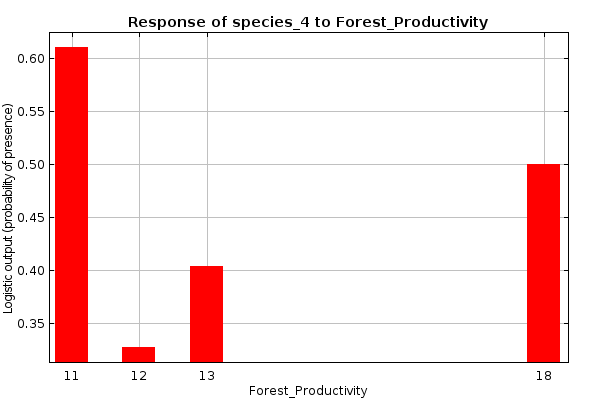 Response of species_4 to Forest_Productivity
Logistic output (probability of presence)
0.60
0.55
0.50
0.45
0.40
0.35
11 12 13 18
Forest_Productivity